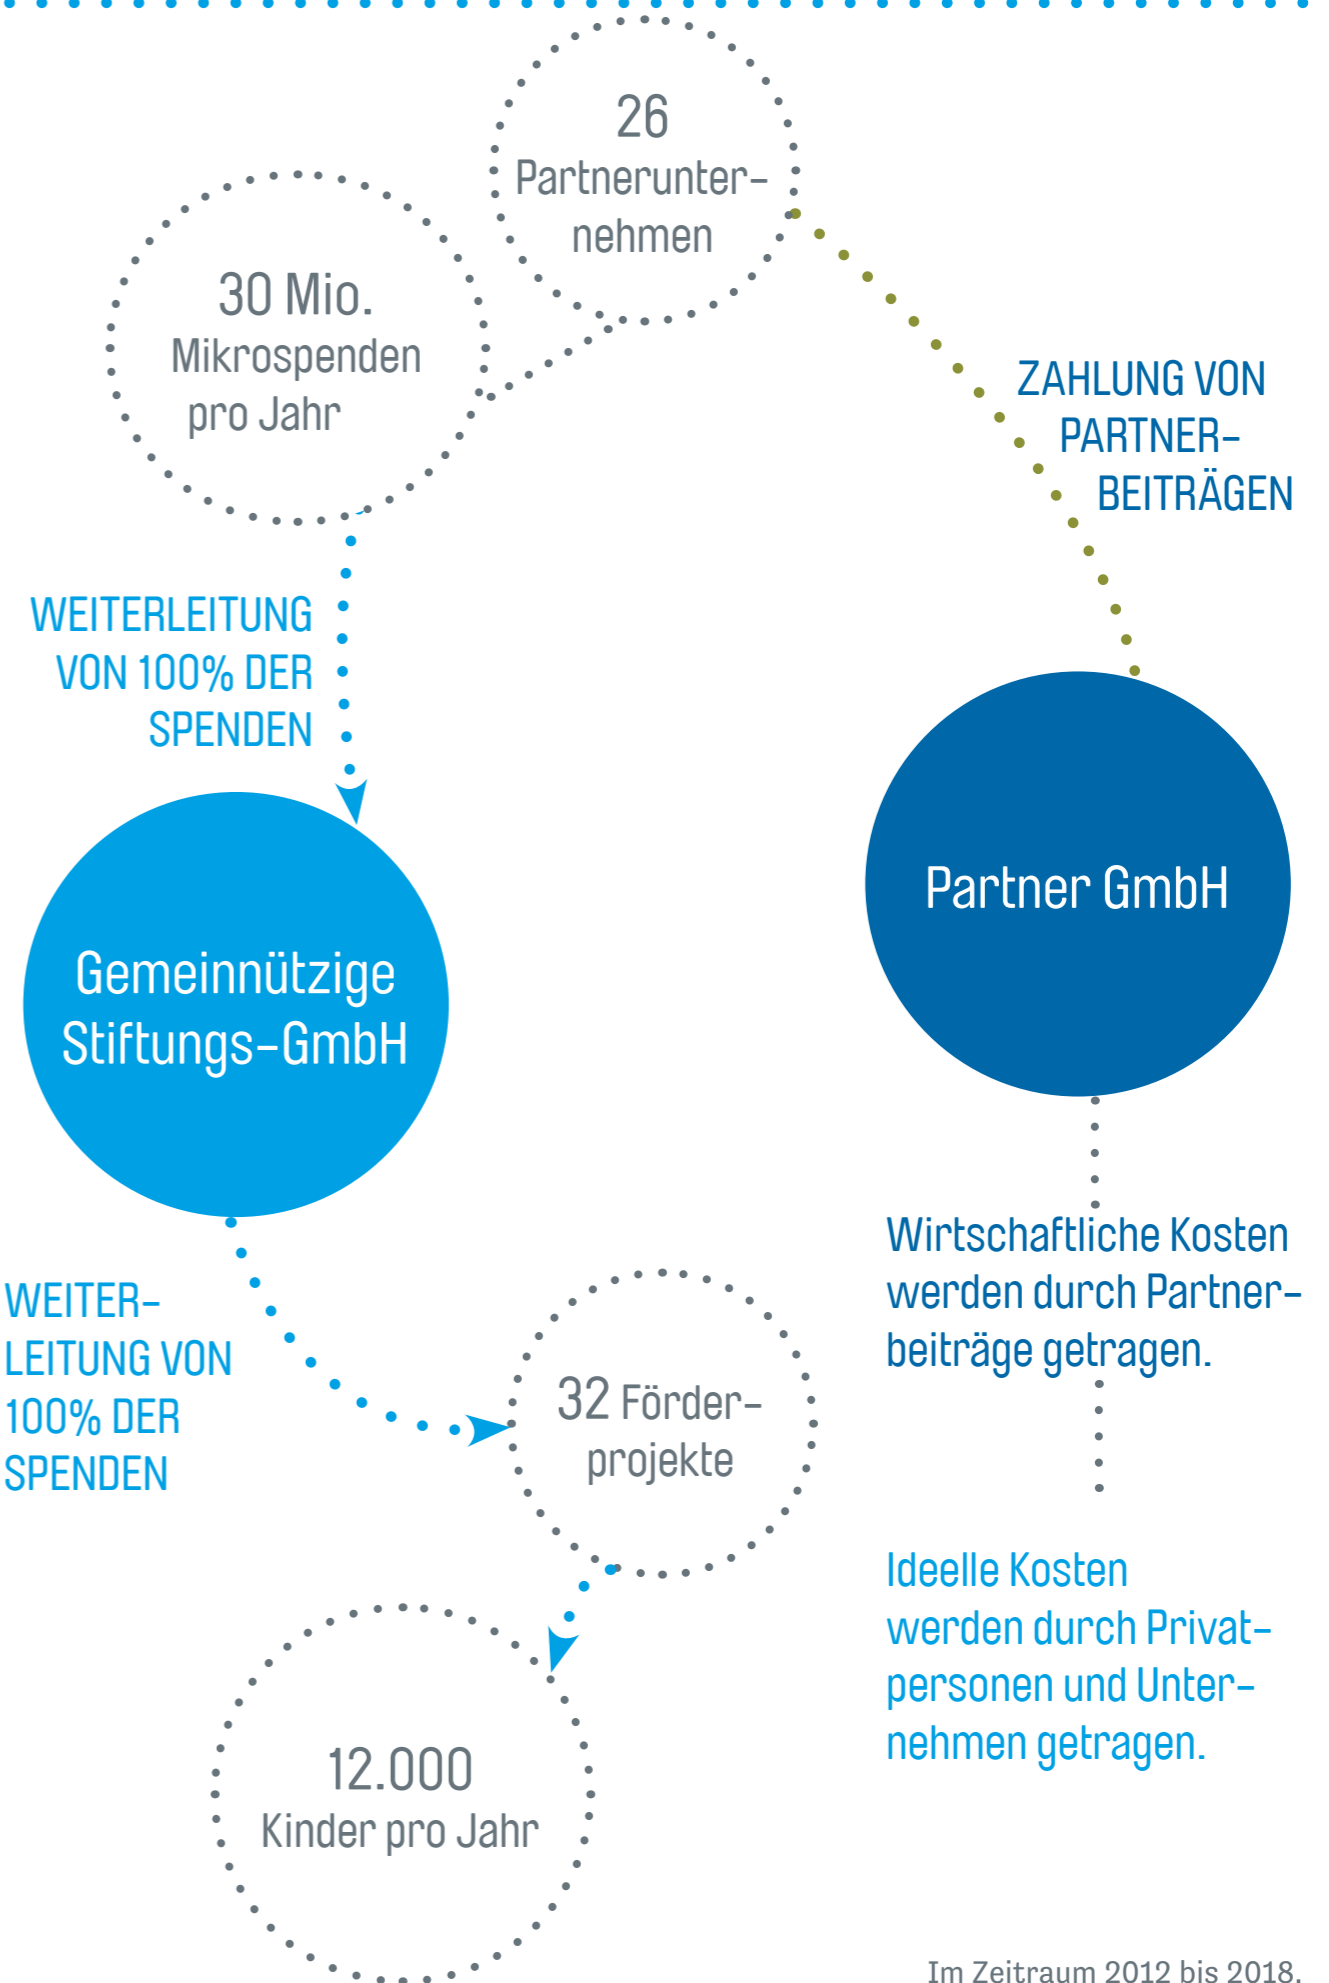 26
Partnerunter-
nehmen
30 Mio.
Mikrospenden
pro Jahr
ZAHLUNG VON
PARTNER-
BEITRÄGEN
WEITERLEITUNG
VON 100% DER
SPENDEN
Partner GmbH
Gemeinnützige
Stiftungs-GmbH
WEITER-
LEITUNG VON
100% DER
SPENDEN
32 Förder-
projekte
Wirtschaftliche Kosten
werden durch Partner-
beiträge getragen.
Ideelle Kosten
werden durch Privat-
personen und Unter-
nehmen getragen.
12.000
Kinder pro Jahr
Im Zeitraum 2012 bis 2018.